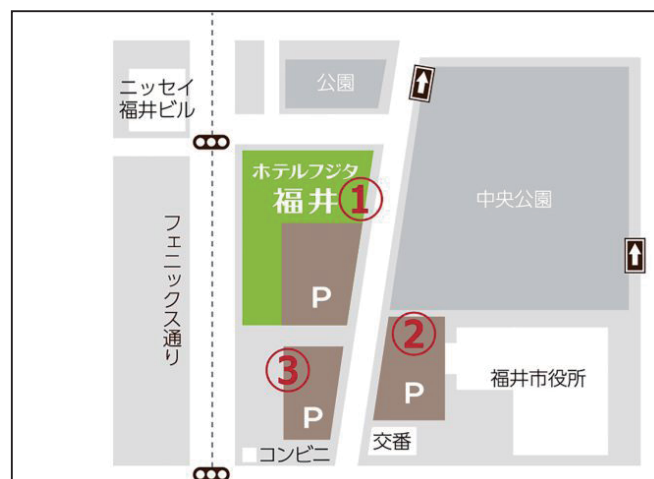 ニッセイ
福井ビル
公園
ホテルフジタ
福井
①
中央公園
フェニックス通り
P
②
③
P
P
福井市役所
コンビニ
交番